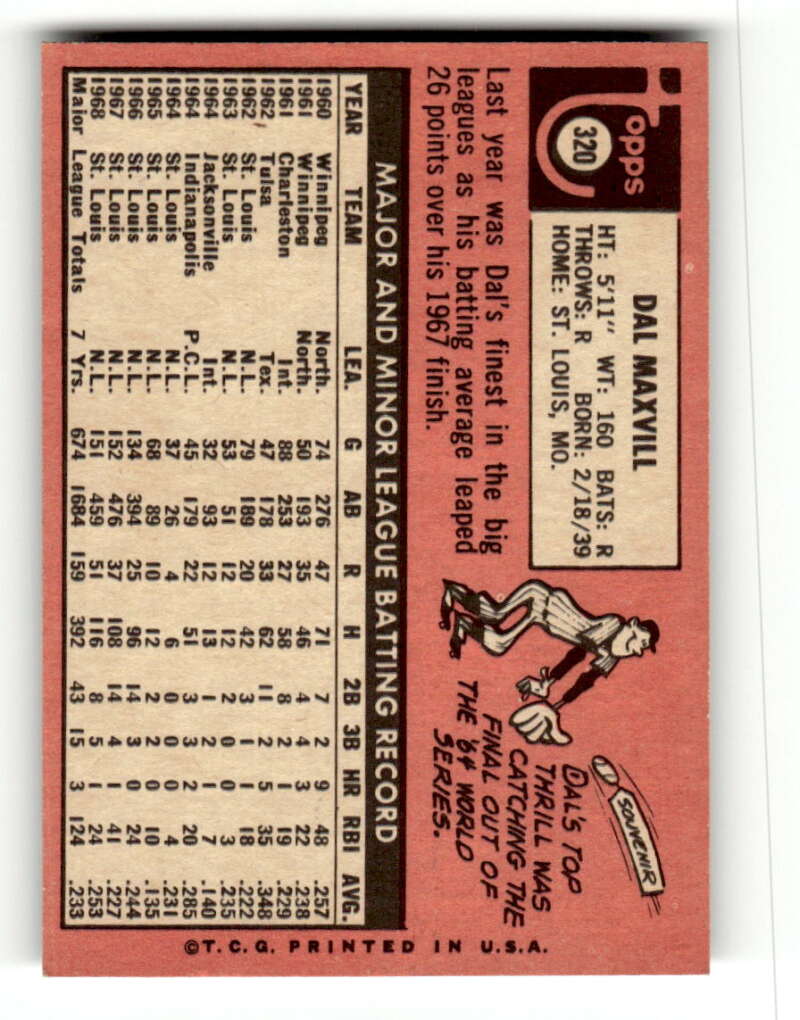 Topps
320
DAL MAXVILL
HT: 5'11" WT: 160 BATS: R
THROWS: R BORN: 2/18/39
HOME: ST. LOUIS, MO.
Last year was Dal's finest in the big
leagues as his batting average leaped
26 points over his 1967 finish.
SOUVENIR
DAL'S TOP
THRILL WAS
CATCHING THE
FINAL OUT OF
THE '64 WORLD
SERIES.
MAJOR AND MINOR LEAGUE BATTING RECORD
YEAR TEAM LEA. G AB R H 2B 3B HR RBI AVG.
1960 Winnipeg North. 74 276 47 71 7 2 9 48 .257
1961 Winnipeg North. 50 193 35 46 4 4 3 22 .238
1961 Charleston Int. 88 253 27 58 8 2 1 19 .229
1962 Tulsa Tex. 47 178 33 62 11 2 5 35 .348
1962 St. Louis N.L. 79 189 20 42 3 1 1 18 .222
1963 St. Louis N.L. 53 51 12 12 2 0 0 3 .235
1964 Jacksonville Int. 32 93 12 13 1 2 1 7 .140
1964 Indianapolis P.C.L. 45 179 22 51 3 3 2 20 .285
1964 St. Louis N.L. 37 26 4 6 0 0 0 4 .231
1965 St. Louis N.L. 68 89 10 12 2 2 0 10 .135
1966 St. Louis N.L. 134 394 25 96 14 3 0 24 .244
1967 St. Louis N.L. 152 476 37 108 14 4 1 41 .227
1968 St. Louis N.L. 151 459 51 116 8 5 1 24 .253
Major League Totals 7 Yrs. 674 1684 159 392 43 15 3 124 .233
©T.C.G. PRINTED IN U.S.A.